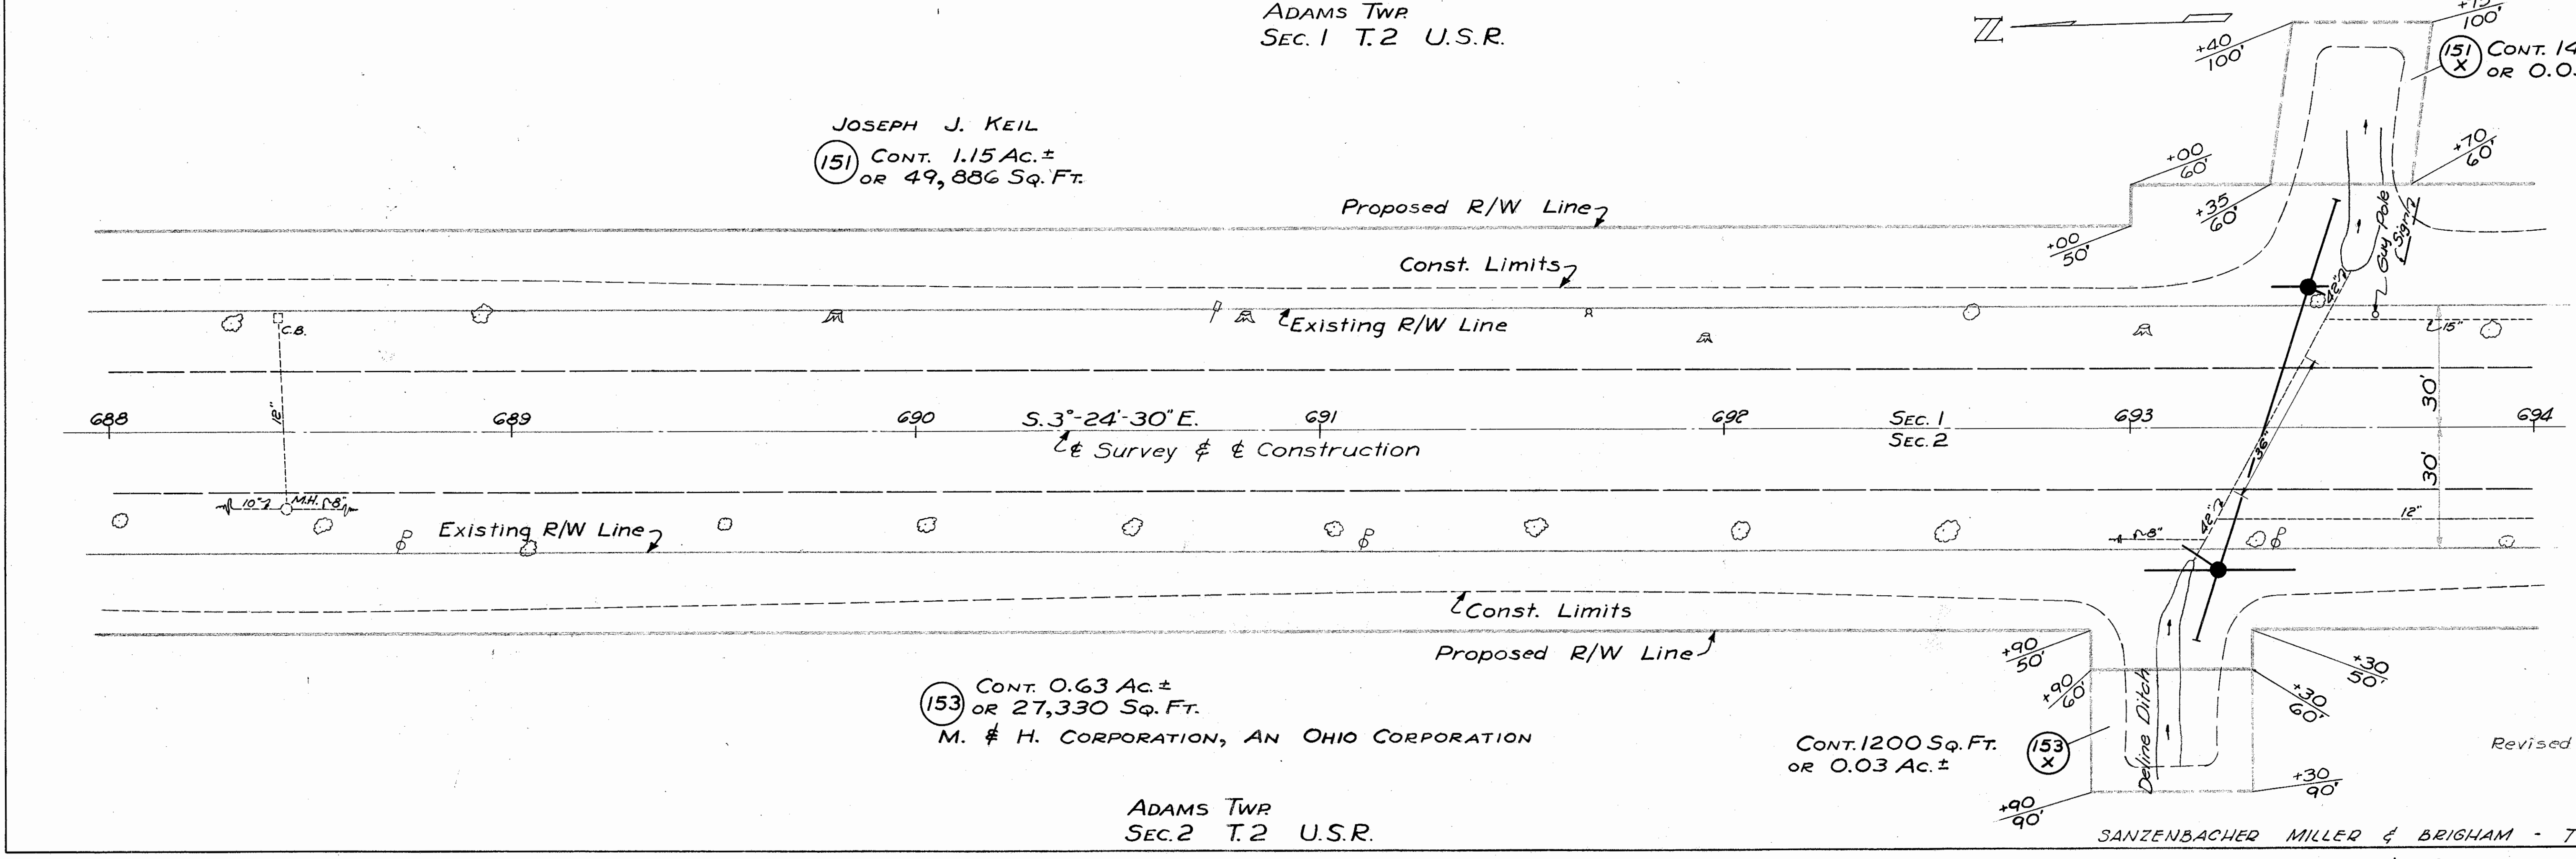 ADAMS TWP.
SEC. 1 T. 2 U.S.R.
Z
+40
100'
+15
100'
151
X
CONT. 14
OR 0.0
JOSEPH J. KEIL
151 CONT. 1.15 AC.±
OR 49,886 SQ. FT.
+00
60'
+70
60'
+35
60'
+00
50'
Proposed R/W Line
Const. Limits
Existing R/W Line
C.B.
Guy Pole
(Sign)
42"
15"
12"
688
689
690
S. 3°-24'-30" E.
691
692
SEC. 1
SEC. 2
693
694
℄ Survey & ℄ Construction
30'
30'
36"
42"
10"
M.H.
8"
Existing R/W Line
8"
12"
Const. Limits
Proposed R/W Line
+90
50'
+90
60'
+30
50'
+30
60'
153 CONT. 0.63 AC.±
OR 27,330 SQ. FT.
M. & H. CORPORATION, AN OHIO CORPORATION
CONT. 1200 SQ. FT.
OR 0.03 AC.±
153
X
Deline Ditch
Revised
+30
90'
+90
90'
ADAMS TWP.
SEC. 2 T. 2 U.S.R.
SANZENBACHER MILLER & BRIGHAM - T